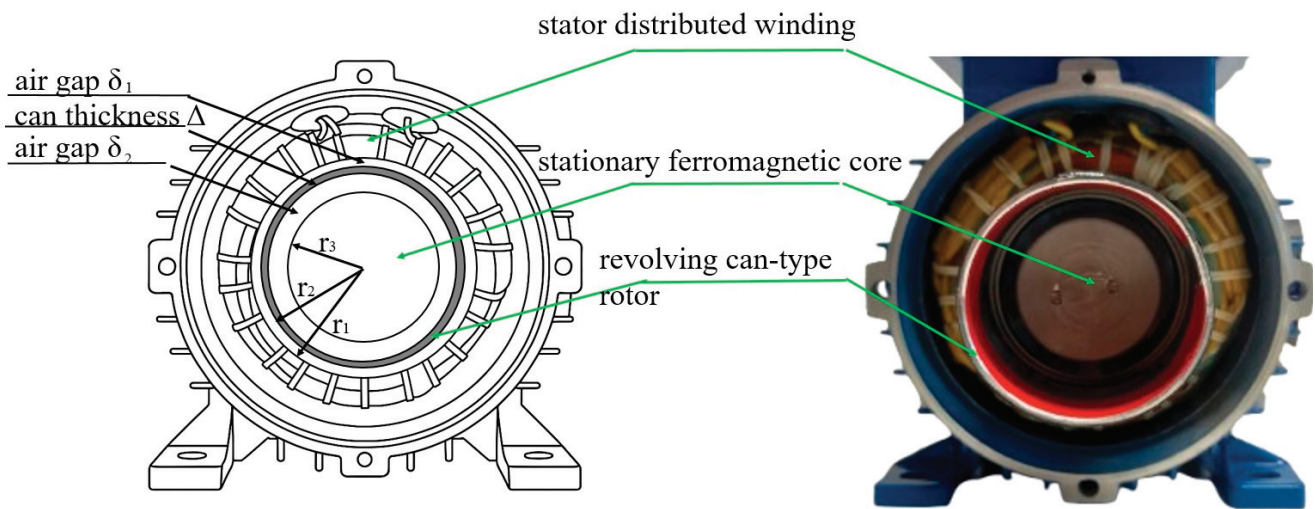 stator distributed winding
air gap δ₁
can thickness Δ
air gap δ₂
stationary ferromagnetic core
r₃
revolving can-type
rotor
r₂
r₁